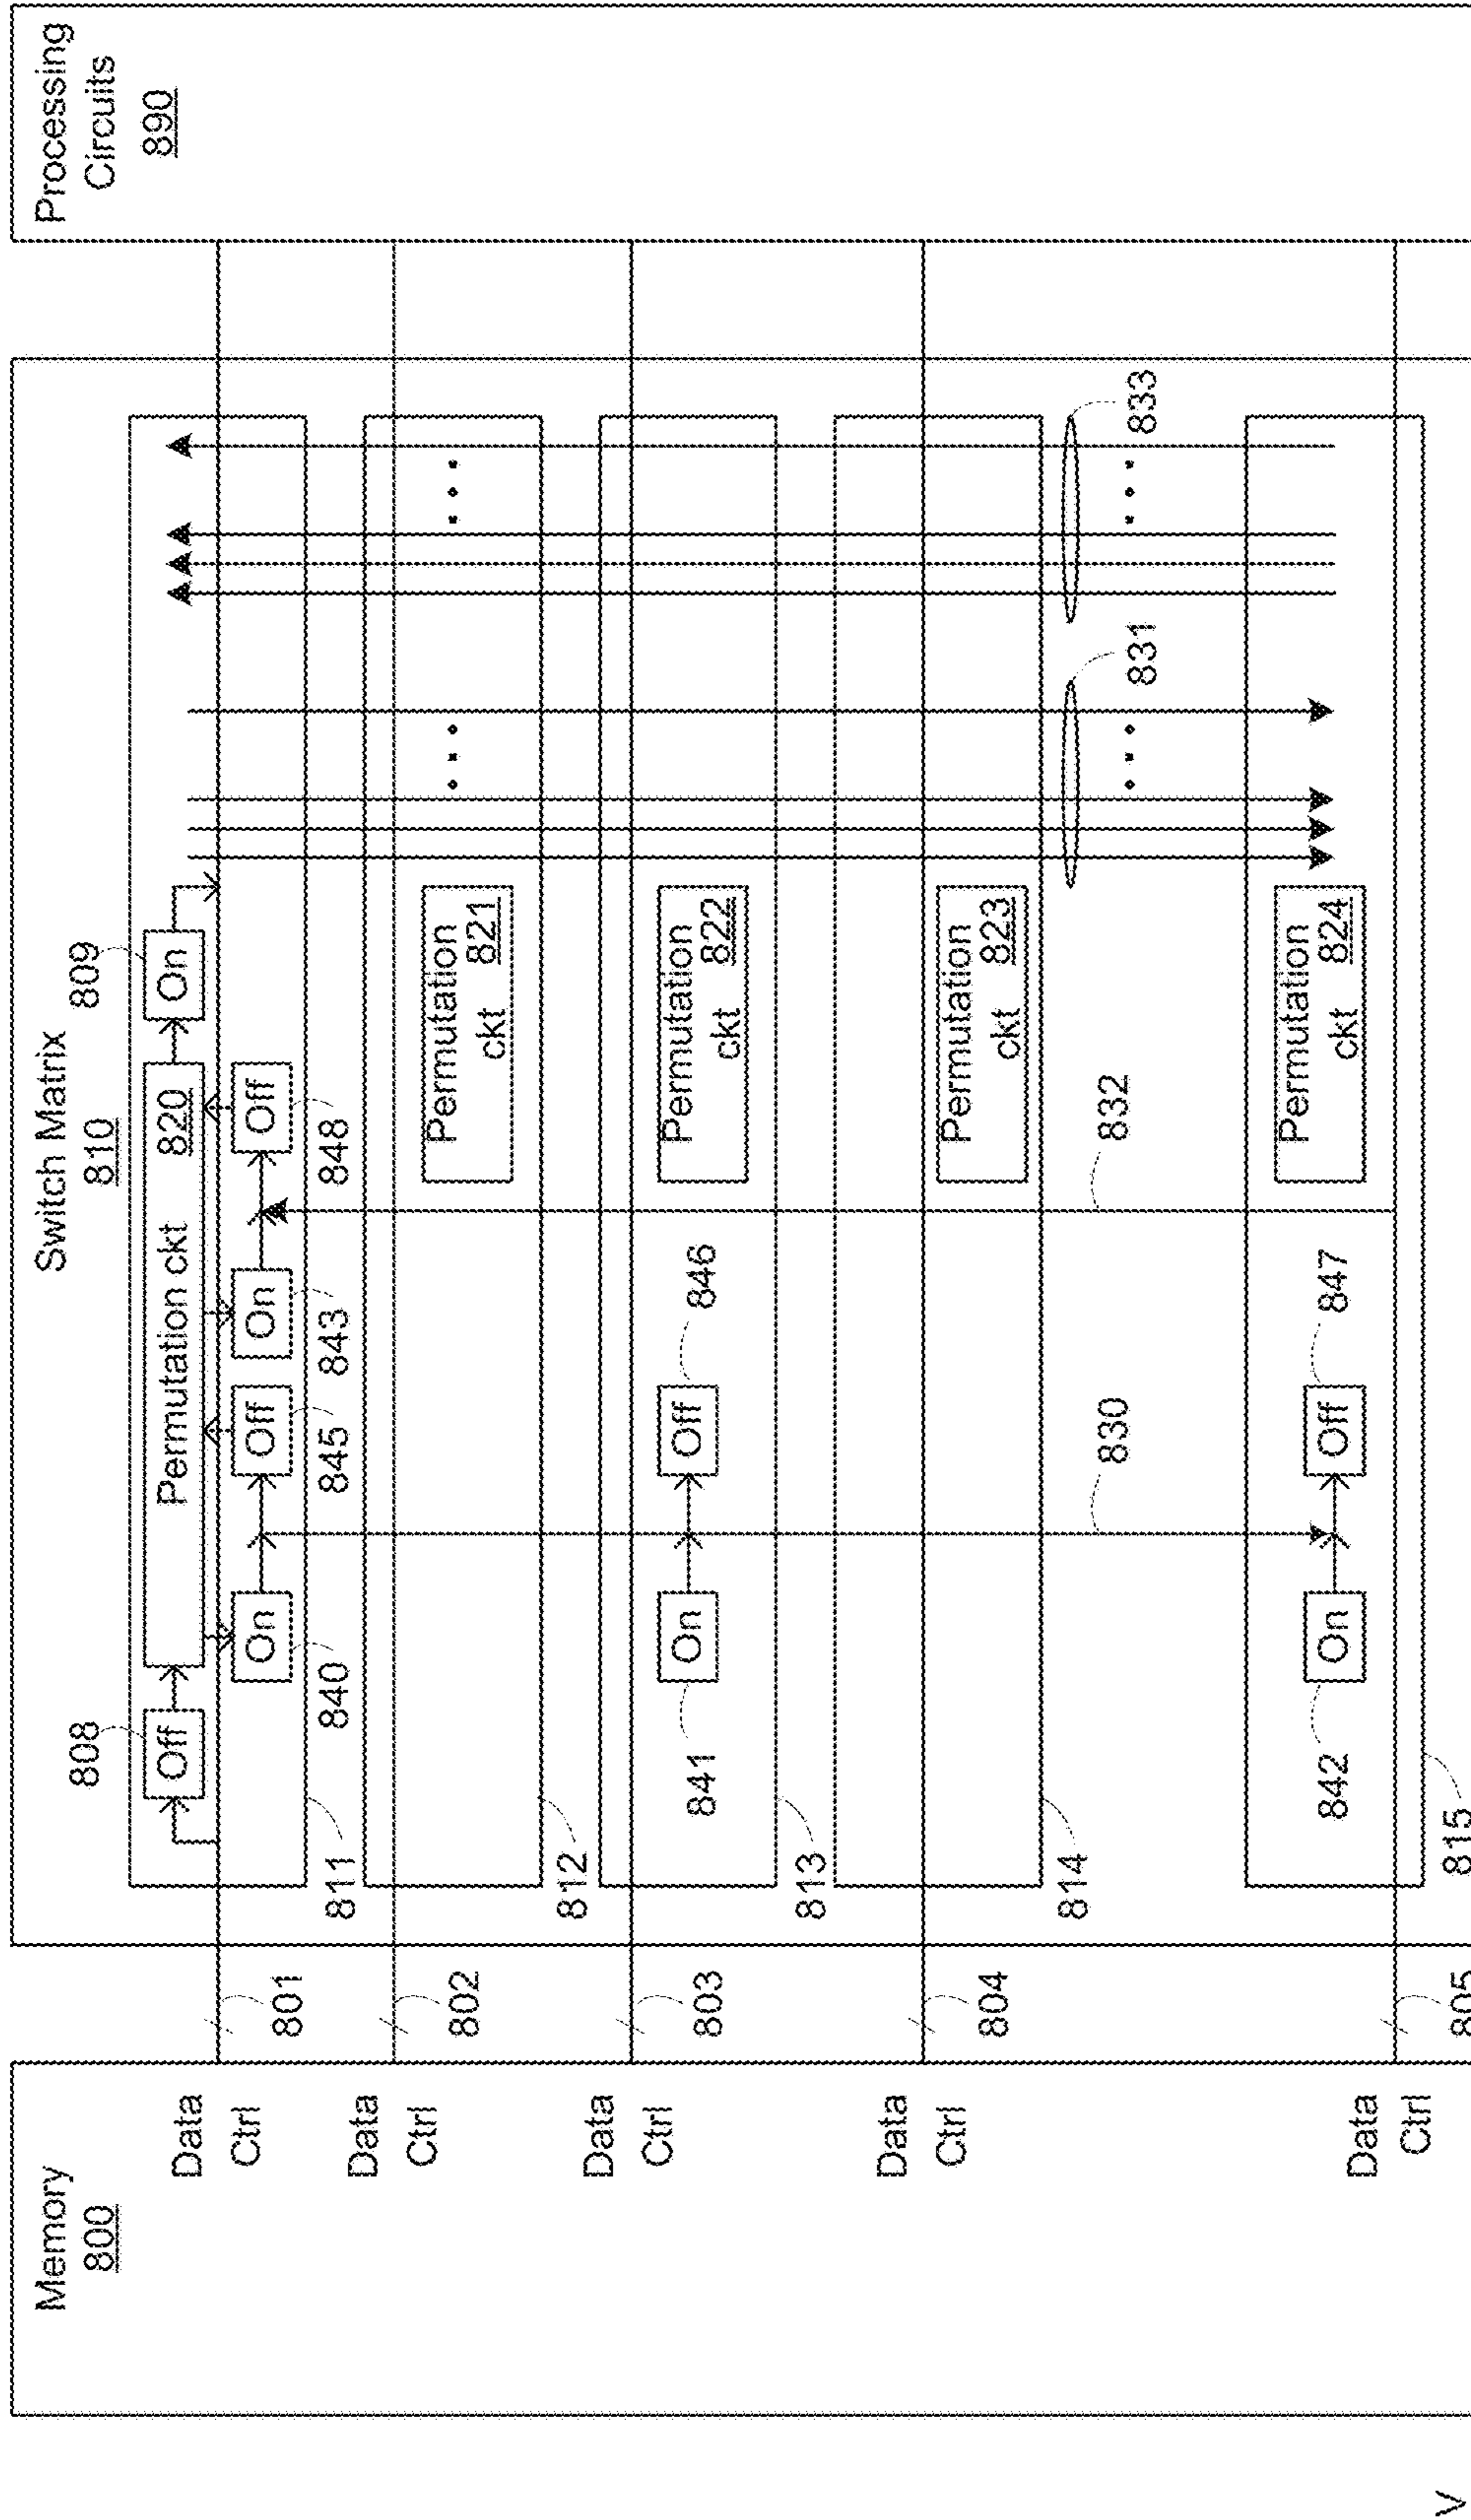 Memory
800
Data
Ctrl
Data
Ctrl
Data
Ctrl
Data
Ctrl
Data
Ctrl
801
802
803
804
805
Switch Matrix
810
808
Off
Permutation ckt 820
On
809
On
840
Off
845
On
843
Off
848
811
Permutation
ckt 821
812
On
841
Off
846
Permutation
ckt 822
813
Permutation
ckt 823
814
830
832
831
833
On
842
Off
847
Permutation
ckt 824
815
Processing
Circuits
890